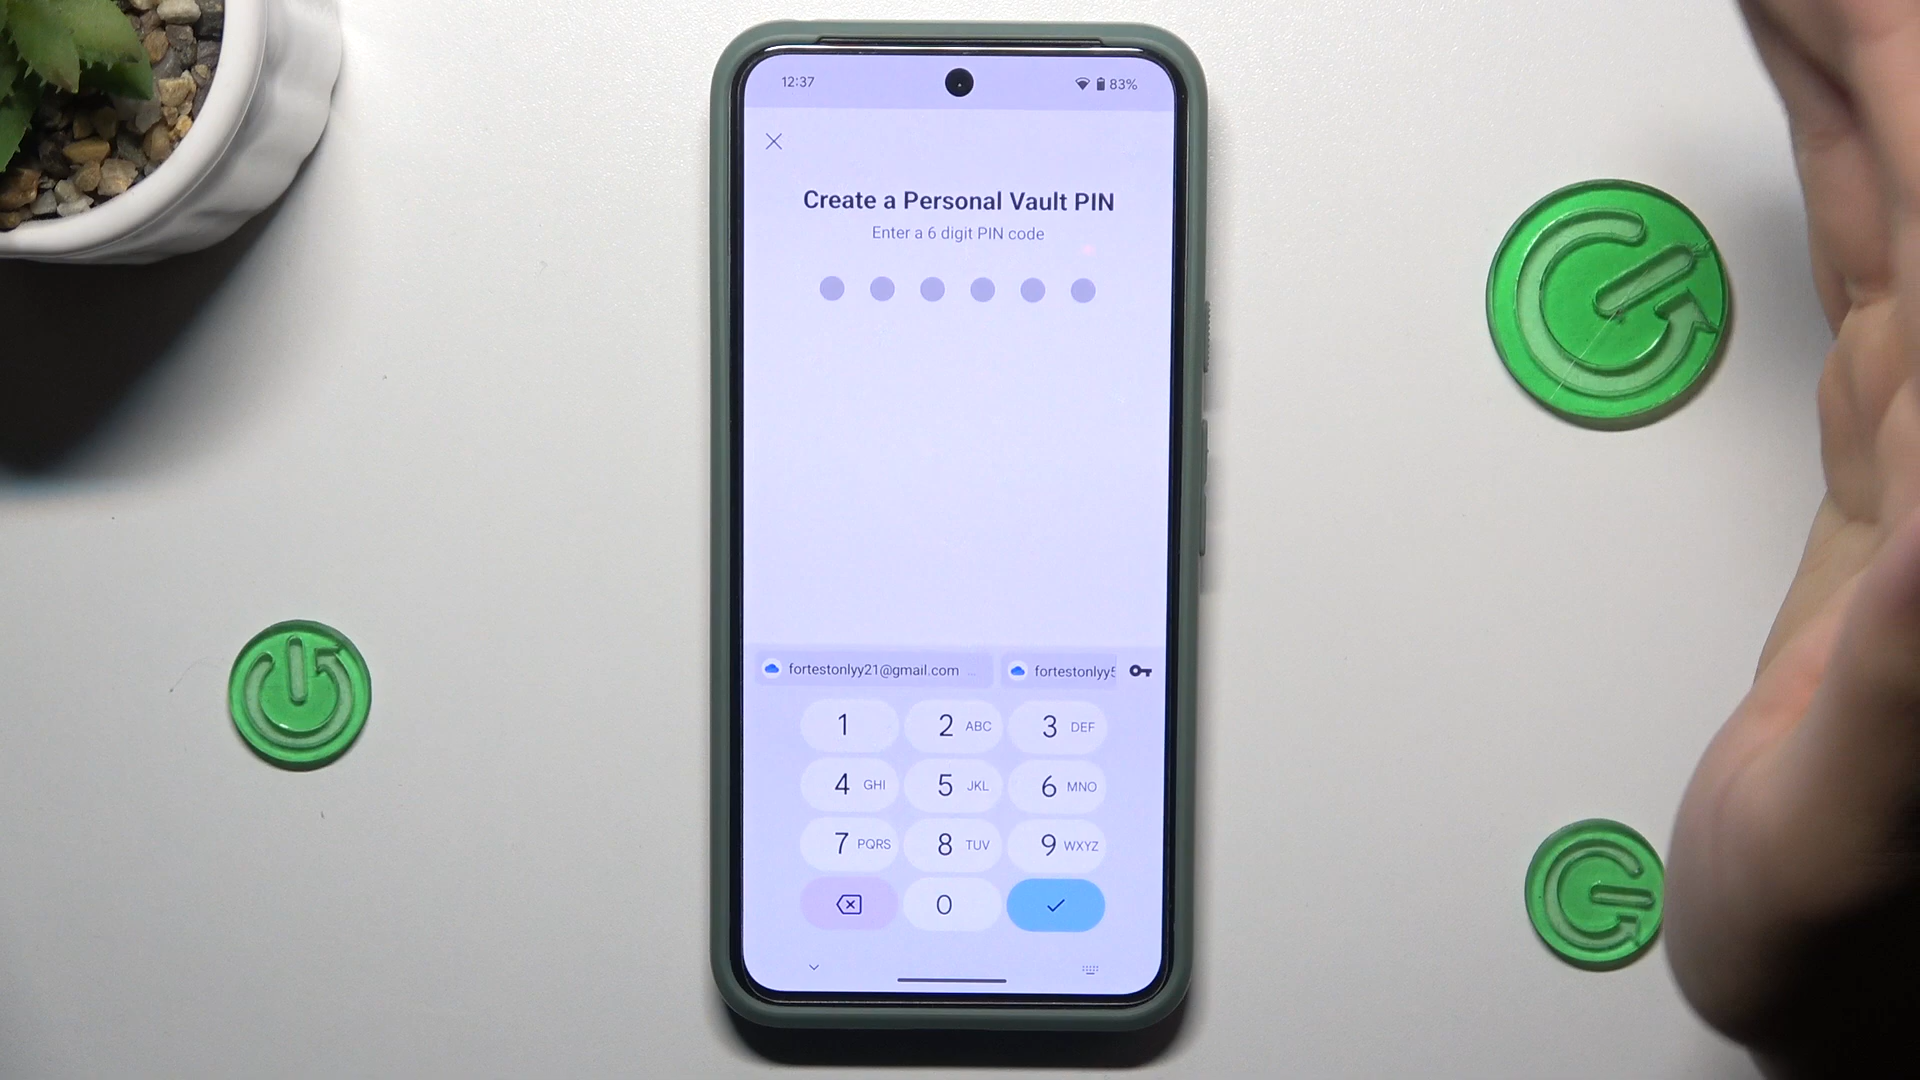 12:37
83%
Create a Personal Vault PIN
Enter a 6 digit PIN code
fortestonlyy21@gmail.com
fortestonlyy5
1
2 ABC
3 DEF
4 GHI
5 JKL
6 MNO
7 PQRS
8 TUV
9 WXYZ
0